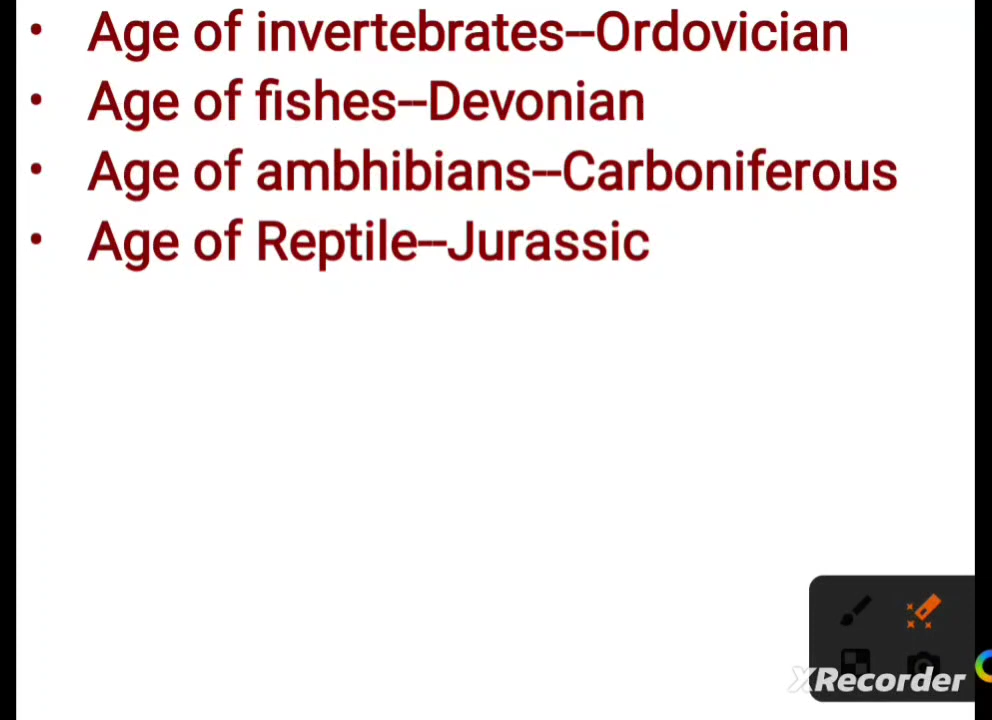 • Age of invertebrates--Ordovician
• Age of fishes--Devonian
• Age of ambhibians--Carboniferous
• Age of Reptile--Jurassic
XRecorder